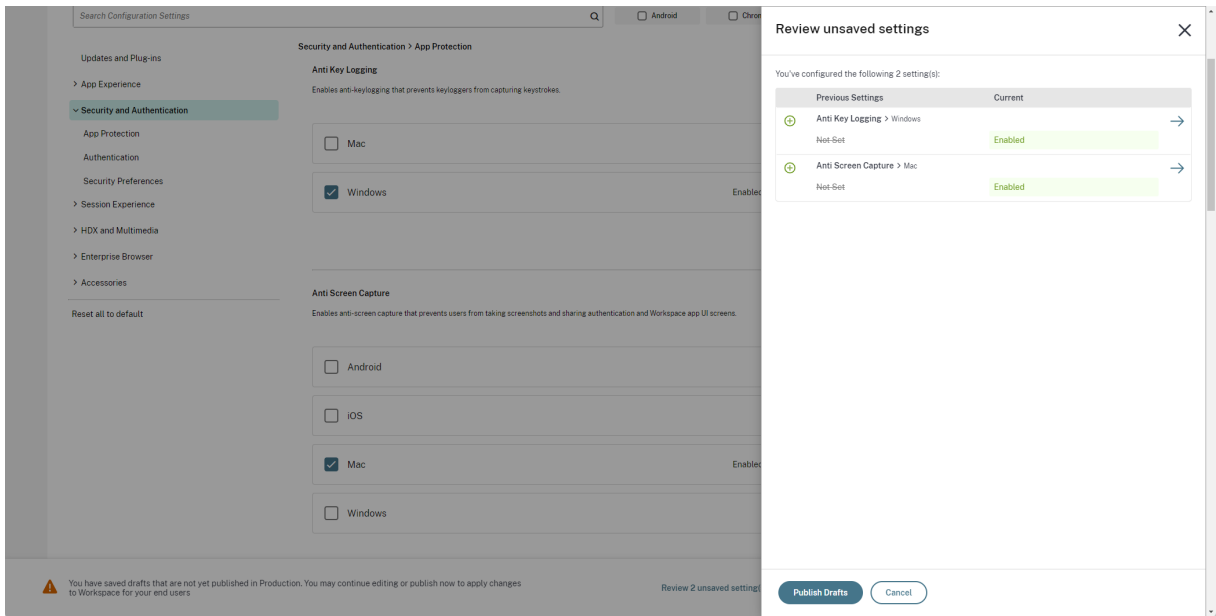 Search Configuration Settings
Android
Chrom
Updates and Plug-ins
App Experience
Security and Authentication
App Protection
Authentication
Security Preferences
Session Experience
HDX and Multimedia
Enterprise Browser
Accessories
Reset all to default
Security and Authentication > App Protection
Anti Key Logging
Enables anti-keylogging that prevents keyloggers from capturing keystrokes.
Mac
Windows
Enabled
Anti Screen Capture
Enables anti-screen capture that prevents users from taking screenshots and sharing authentication and Workspace app UI screens.
Android
iOS
Mac
Enabled
Windows
You have saved drafts that are not yet published in Production. You may continue editing or publish now to apply changes
to Workspace for your end users
Review 2 unsaved setting(
Review unsaved settings
You've configured the following 2 setting(s):
Previous Settings Current
Anti Key Logging > Windows
Not Set Enabled
Anti Screen Capture > Mac
Not Set Enabled
Publish Drafts
Cancel